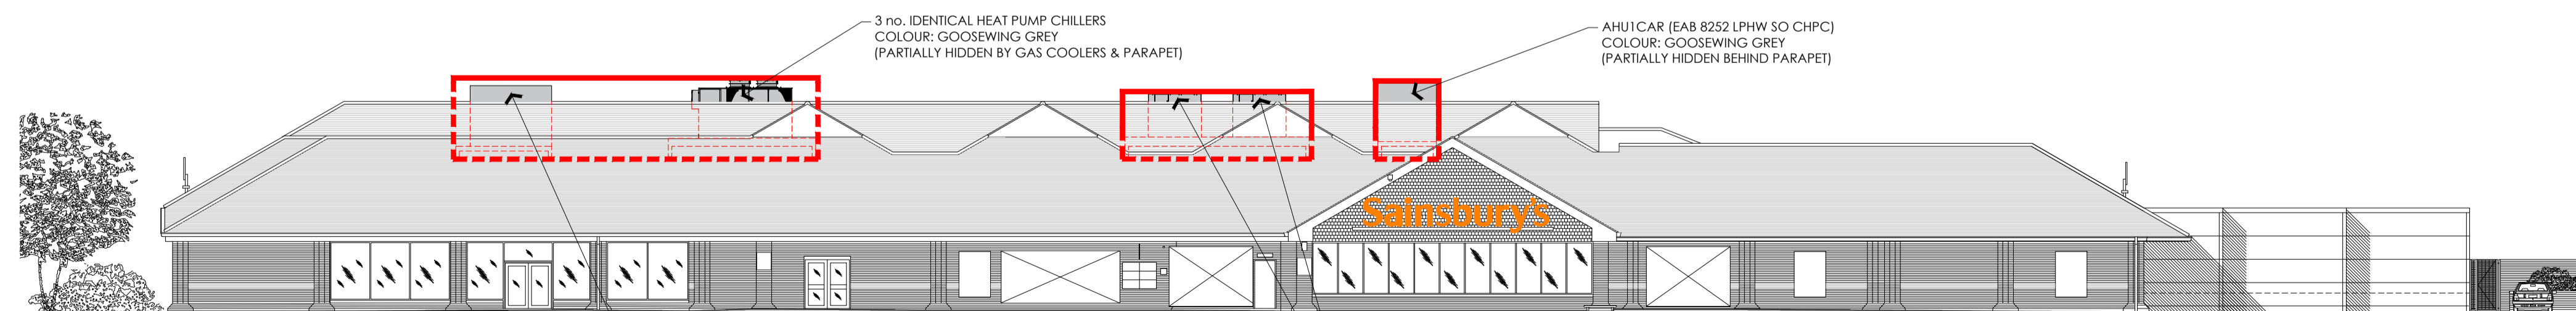 3 no. IDENTICAL HEAT PUMP CHILLERS
COLOUR: GOOSEWING GREY
(PARTIALLY HIDDEN BY GAS COOLERS & PARAPET)
AHU1CAR (EAB 8252 LPHW SO CHPC)
COLOUR: GOOSEWING GREY
(PARTIALLY HIDDEN BEHIND PARAPET)
Sainsbury's